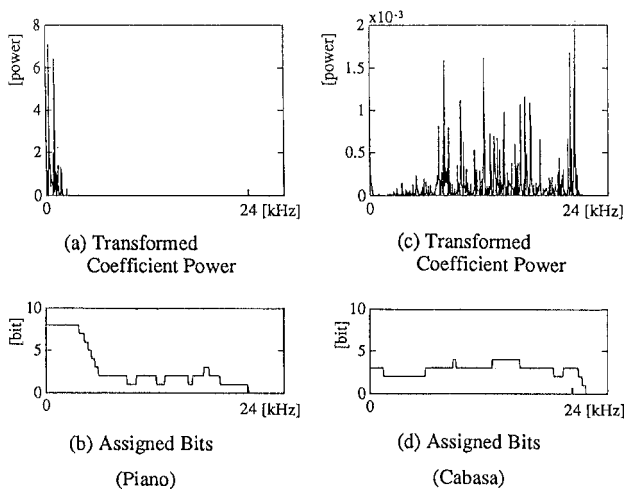 [power]
8
6
4
2
0
0
24 [kHz]
(a) Transformed
Coefficient Power
[power]
2
x10-3
1.5
1
0.5
0
0
24 [kHz]
(c) Transformed
Coefficient Power
[bit]
10
5
0
0
24 [kHz]
(b) Assigned Bits
(Piano)
[bit]
10
5
0
0
24 [kHz]
(d) Assigned Bits
(Cabasa)